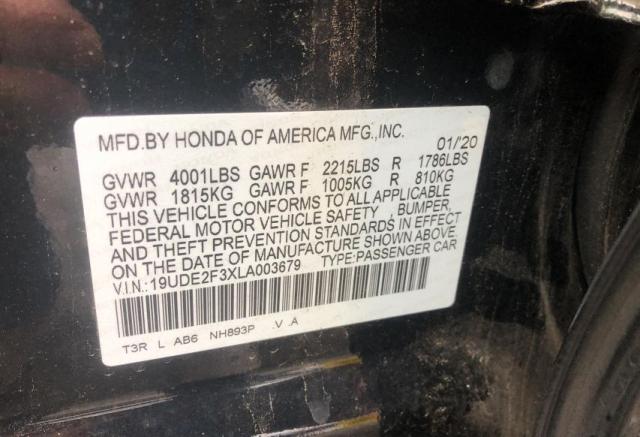 MFD.BY HONDA OF AMERICA MFG.,INC. 01/'20
GVWR 4001LBS GAWR F 2215LBS R 1786LBS
GVWR 1815KG GAWR F 1005KG R 810KG
THIS VEHICLE CONFORMS TO ALL APPLICABLE
FEDERAL MOTOR VEHICLE SAFETY , BUMPER,
AND THEFT PREVENTION STANDARDS IN EFFECT
ON THE DATE OF MANUFACTURE SHOWN ABOVE.
V.I.N.:19UDE2F3XLA003679 TYPE:PASSENGER CAR
T3R L AB6 NH893P .V .A